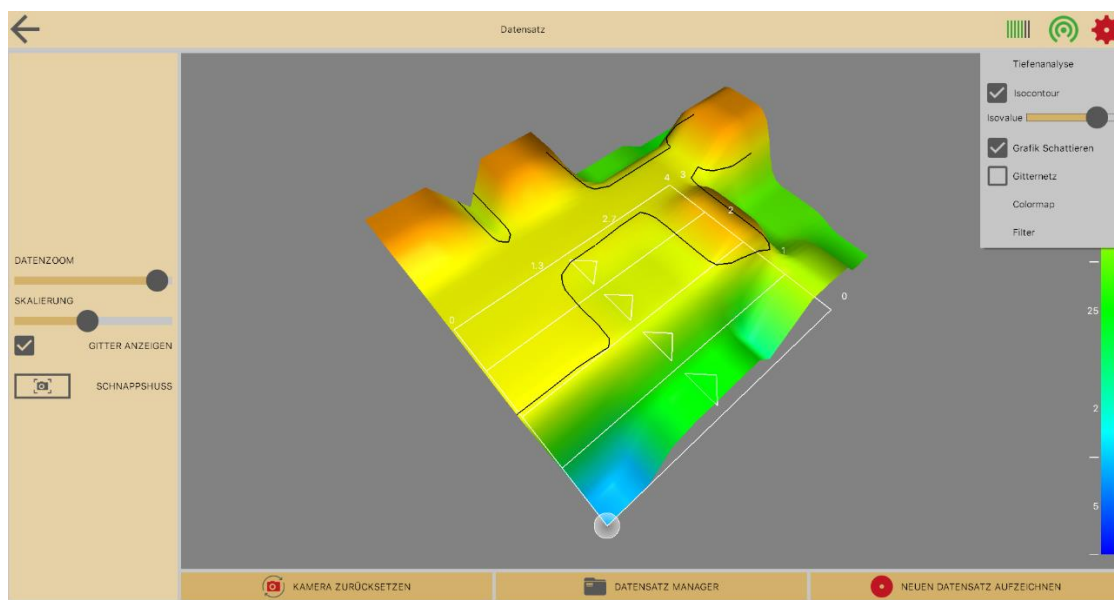 Datensatz
Tiefenanalyse
Isocontour
Isovalue
Grafik Schattieren
Gitternetz
Colormap
Filter
DATENZOOM
SKALIERUNG
GITTER ANZEIGEN
SCHNAPPSHUSS
4 3
2.7 2
1.3 1
0 0
25
2
5
KAMERA ZURÜCKSETZEN
DATENSATZ MANAGER
NEUEN DATENSATZ AUFZEICHNEN